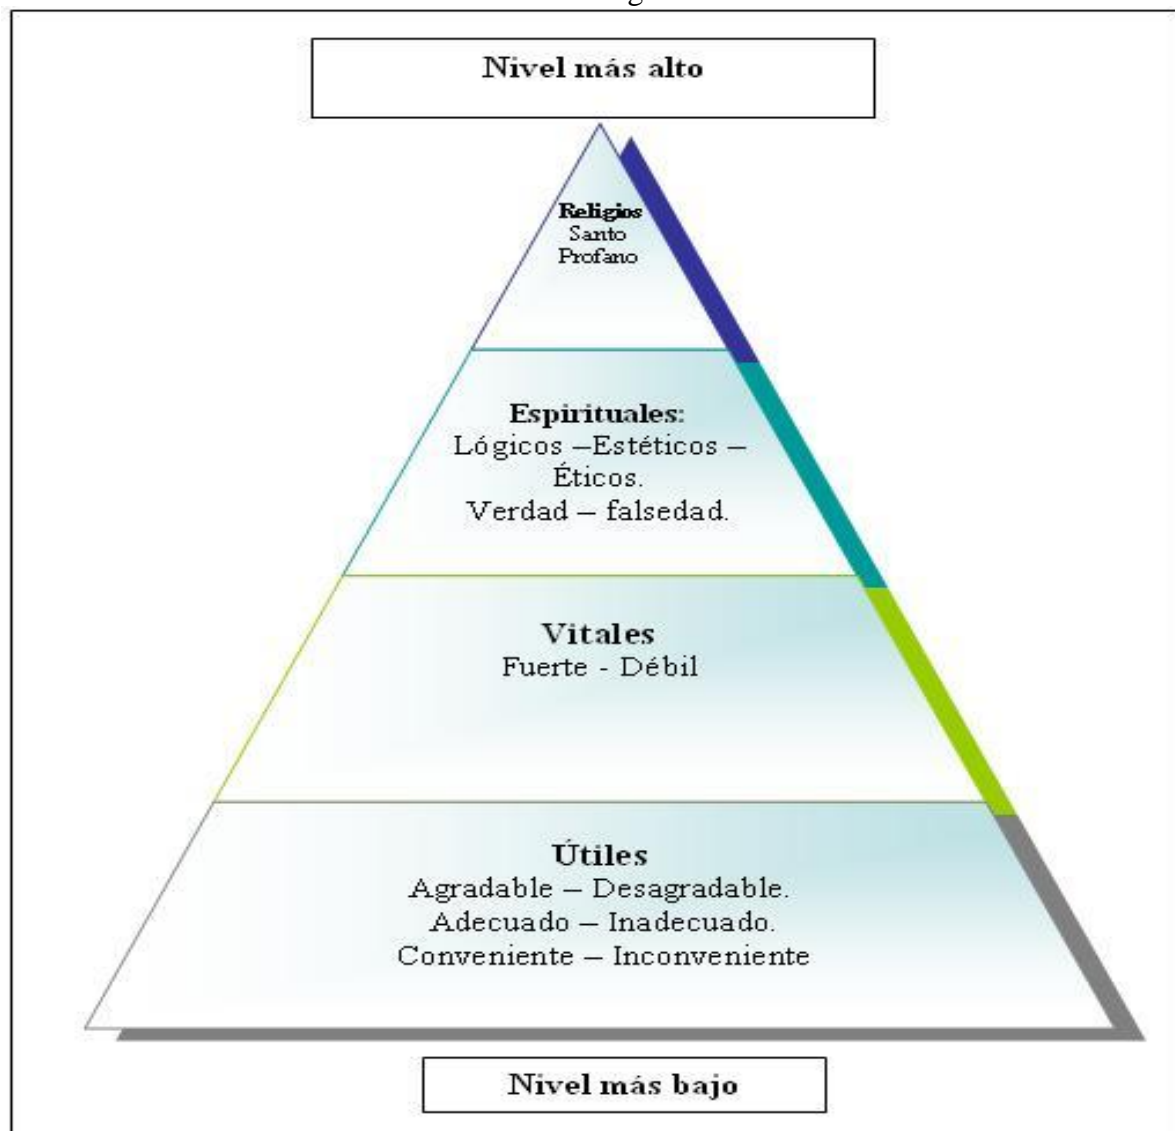 Nivel más alto
Religios
Santo
Profano
Espirituales:
Lógicos –Estéticos –
Éticos.
Verdad – falsedad.
Vitales
Fuerte - Débil
Útiles
Agradable – Desagradable.
Adecuado – Inadecuado.
Conveniente – Inconveniente
Nivel más bajo